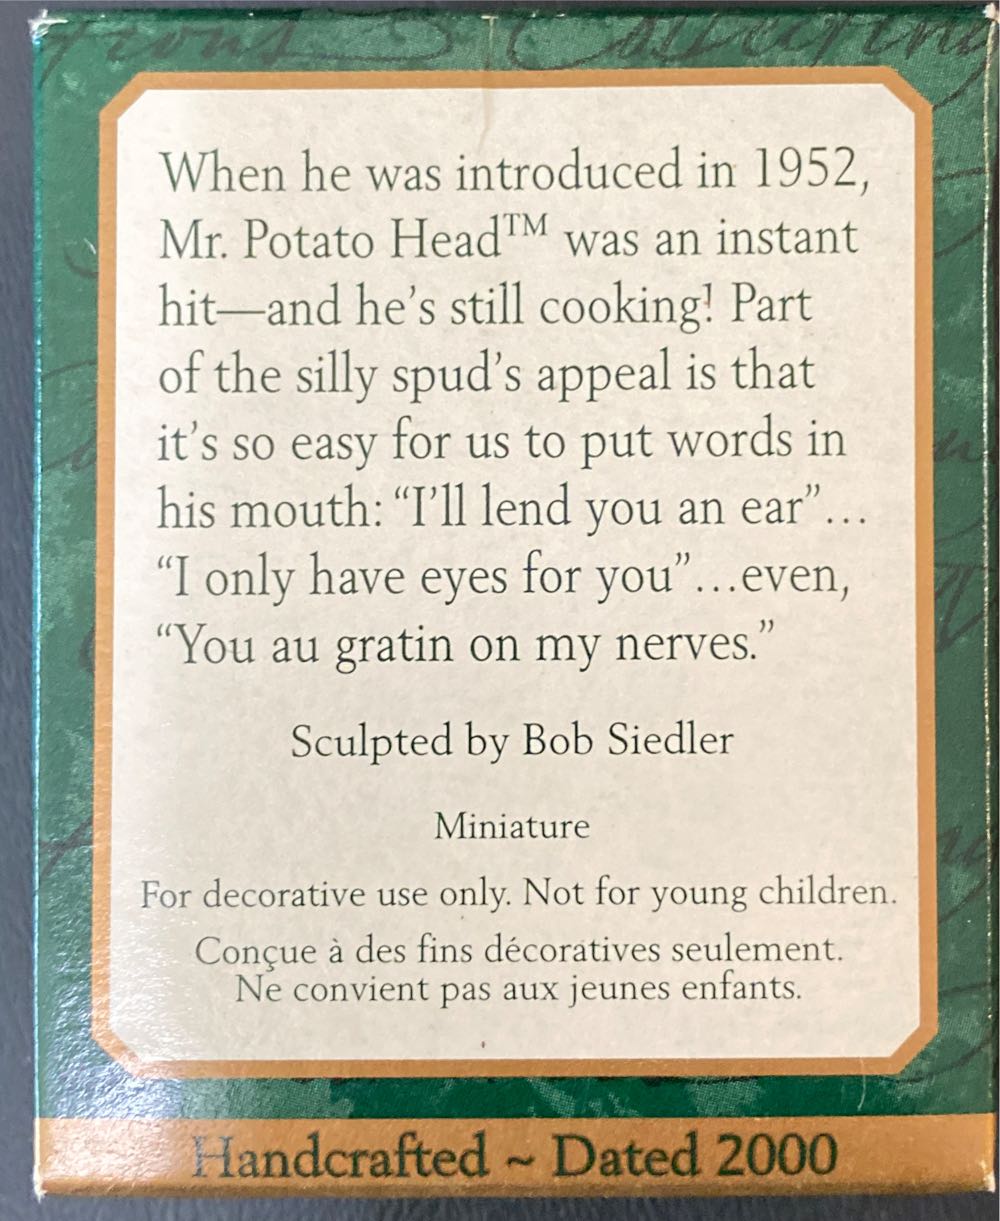 Collecting
When he was introduced in 1952,
Mr. Potato Head™ was an instant
hit—and he's still cooking! Part
of the silly spud's appeal is that
it's so easy for us to put words in
his mouth: “I'll lend you an ear”...
“I only have eyes for you”...even,
“You au gratin on my nerves.”
Sculpted by Bob Siedler
Miniature
For decorative use only. Not for young children.
Conçue à des fins décoratives seulement.
Ne convient pas aux jeunes enfants.
Handcrafted ~ Dated 2000